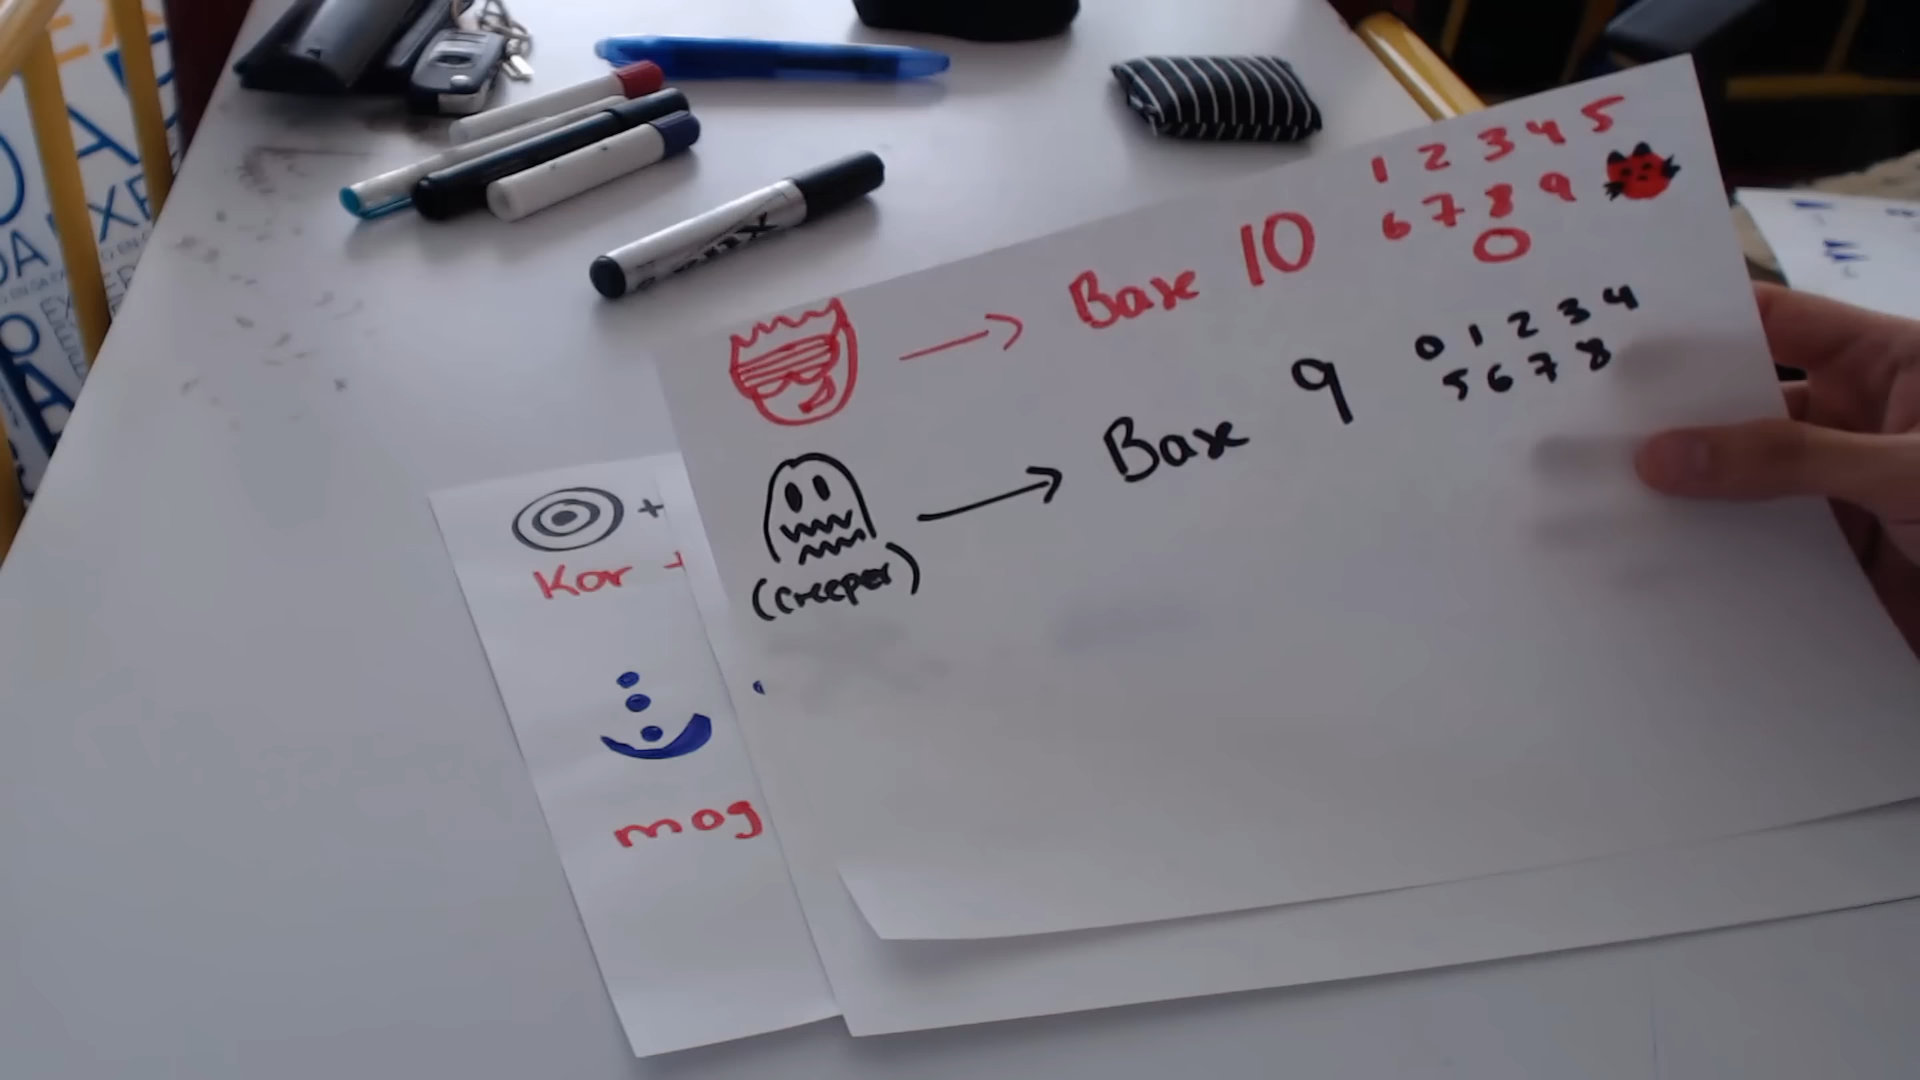 1 2 3 4 5
6 7 8 9
0
→ Base 10
0 1 2 3 4
5 6 7 8
→ Base 9
(creeper)
+
Kor +
mog